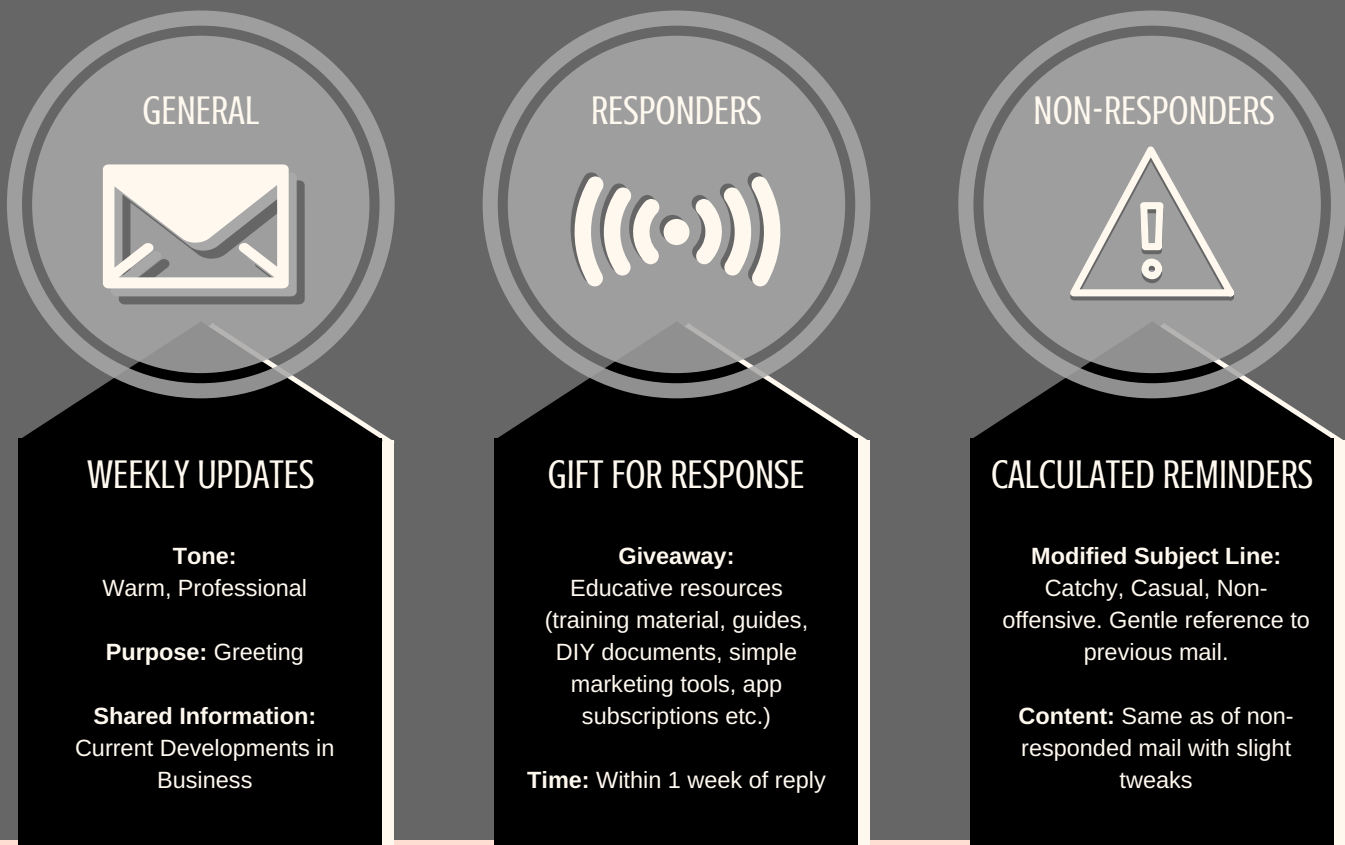 GENERAL
WEEKLY UPDATES
Tone:
Warm, Professional
Purpose: Greeting
Shared Information:
Current Developments in
Business
RESPONDERS
GIFT FOR RESPONSE
Giveaway:
Educative resources
(training material, guides,
DIY documents, simple
marketing tools, app
subscriptions etc.)
Time: Within 1 week of reply
NON-RESPONDERS
CALCULATED REMINDERS
Modified Subject Line:
Catchy, Casual, Non-
offensive. Gentle reference to
previous mail.
Content: Same as of non-
responded mail with slight
tweaks